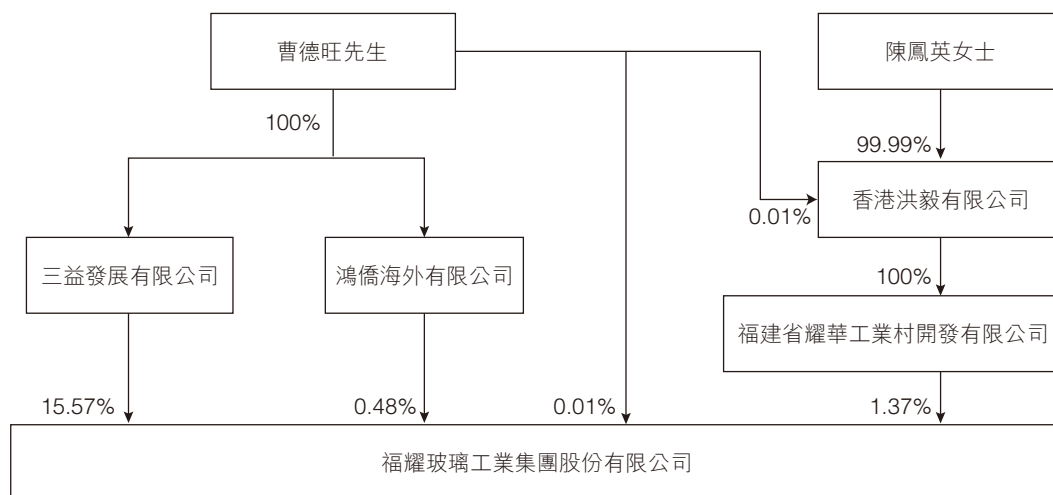 曹德旺先生
陳鳳英女士
100%
99.99%
香港洪毅有限公司
0.01%
三益發展有限公司
鴻僑海外有限公司
100%
福建省耀華工業村開發有限公司
15.57%
0.48%
0.01%
1.37%
福耀玻璃工業集團股份有限公司